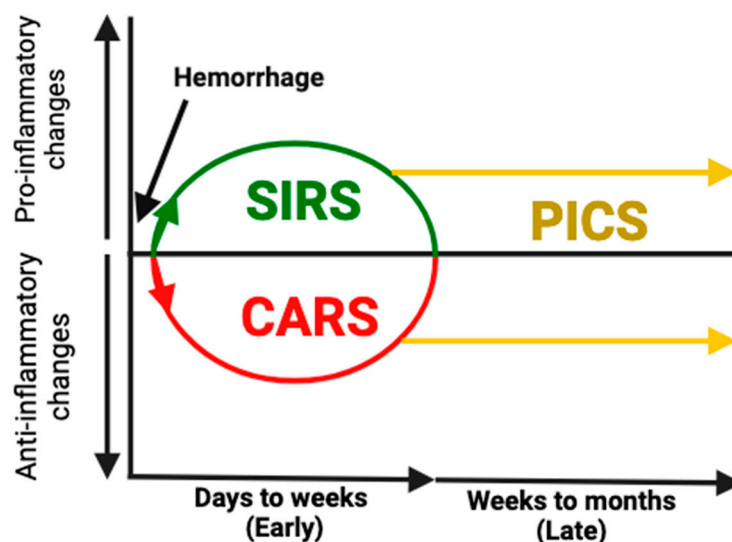 Pro-inflammatory
changes
Hemorrhage
SIRS
PICS
CARS
Anti-inflammatory
changes
Days to weeks
(Early)
Weeks to months
(Late)